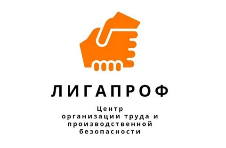 ЛИГАПРОФ
Центр
организации труда и
производственной
безопасности